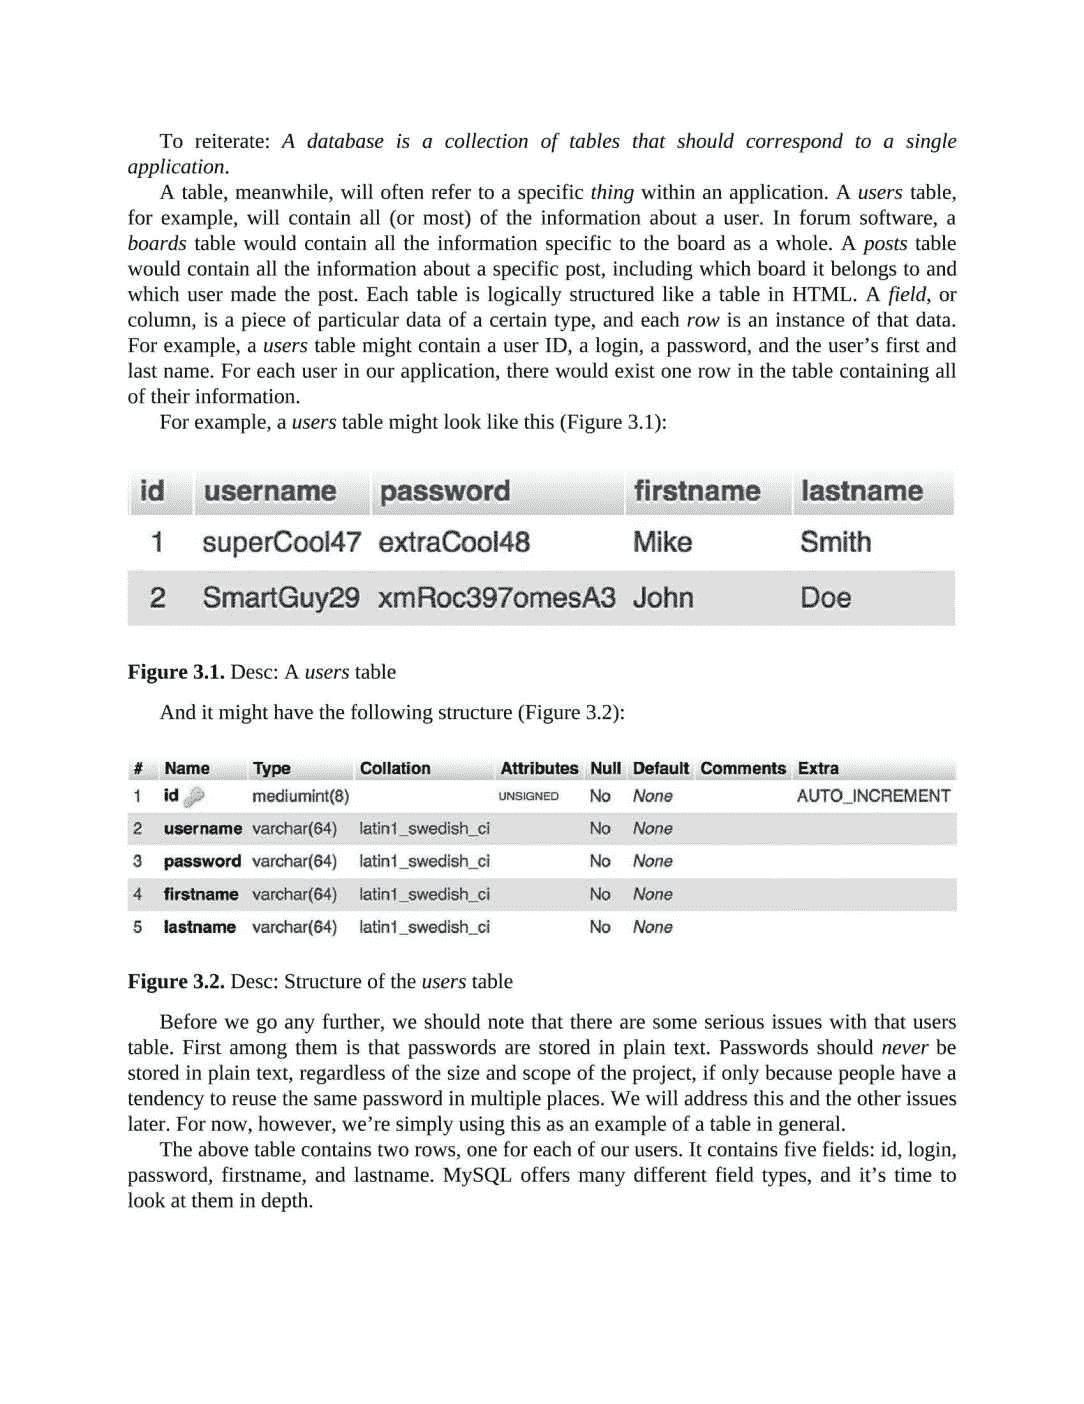 To reiterate: A database is a collection of tables that should correspond to a single
application.
A table, meanwhile, will often refer to a specific thing within an application. A users table,
for example, will contain all (or most) of the information about a user. In forum software, a
boards table would contain all the information specific to the board as a whole. A posts table
would contain all the information about a specific post, including which board it belongs to and
which user made the post. Each table is logically structured like a table in HTML. A field, or
column, is a piece of particular data of a certain type, and each row is an instance of that data.
For example, a users table might contain a user ID, a login, a password, and the user’s first and
last name. For each user in our application, there would exist one row in the table containing all
of their information.
For example, a users table might look like this (Figure 3.1):
id username password firstname lastname
1 superCool47 extraCool48 Mike Smith
2 SmartGuy29 xmRoc397omesA3 John Doe
Figure 3.1. Desc: A users table
And it might have the following structure (Figure 3.2):
# Name Type Collation Attributes Null Default Comments Extra
1 id mediumint(8) UNSIGNED No None AUTO_INCREMENT
2 username varchar(64) latin1_swedish_ci No None
3 password varchar(64) latin1_swedish_ci No None
4 firstname varchar(64) latin1_swedish_ci No None
5 lastname varchar(64) latin1_swedish_ci No None
Figure 3.2. Desc: Structure of the users table
Before we go any further, we should note that there are some serious issues with that users
table. First among them is that passwords are stored in plain text. Passwords should never be
stored in plain text, regardless of the size and scope of the project, if only because people have a
tendency to reuse the same password in multiple places. We will address this and the other issues
later. For now, however, we’re simply using this as an example of a table in general.
The above table contains two rows, one for each of our users. It contains five fields: id, login,
password, firstname, and lastname. MySQL offers many different field types, and it’s time to
look at them in depth.